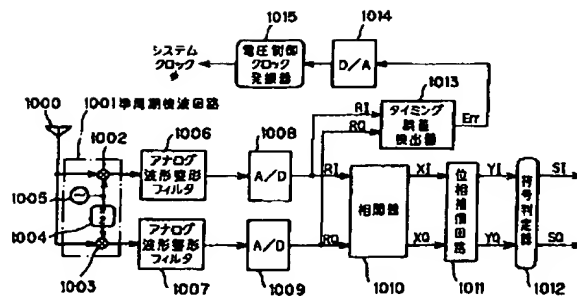 1015
1014
システム
クロック
φ
電圧制御
クロック
発振器
D/A
1013
1000
1001準同期検波回路
RI
RQ
タイミング
誤差
検出器
Err
1002
1006
1008
1005
アナログ
波形整形
フィルタ
A/D
RI
相関器
XI
位相補償回路
YI
符号判定器
SI
1004
アナログ
波形整形
フィルタ
A/D
RQ
XQ
YQ
SQ
1003
1007
1009
1010
1011
1012